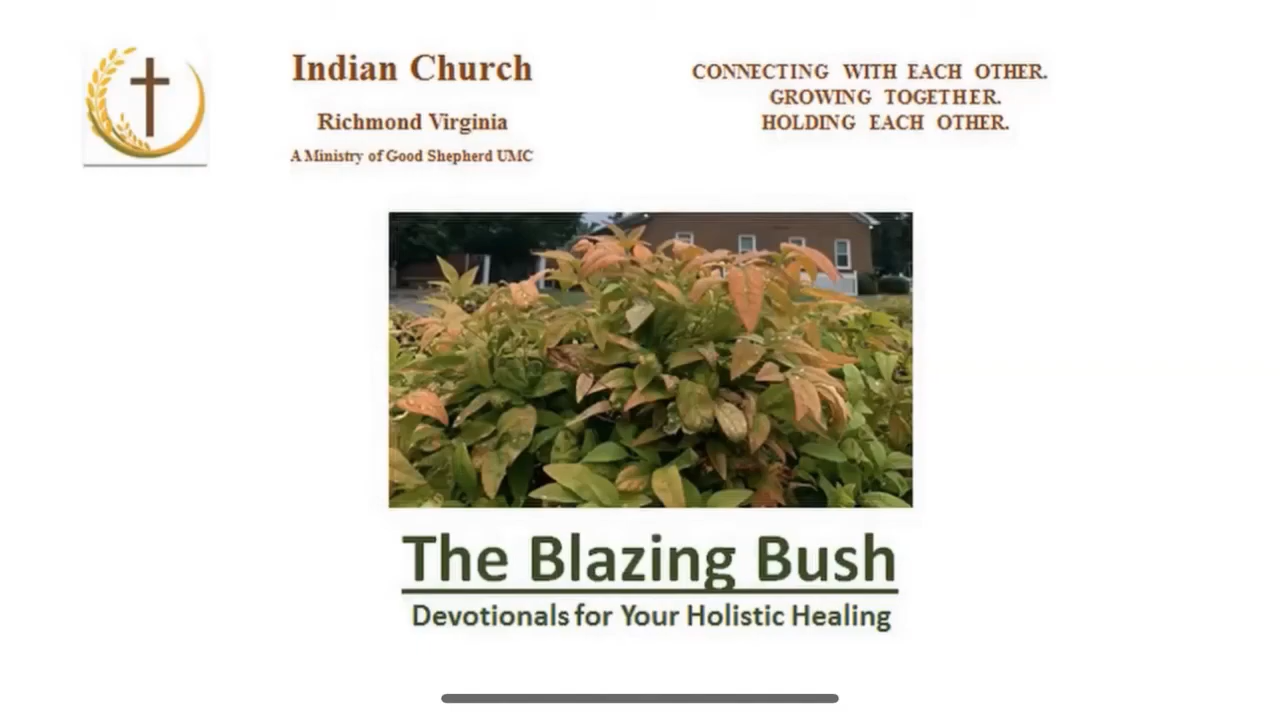 Indian Church
Richmond Virginia
A Ministry of Good Shepherd UMC
CONNECTING WITH EACH OTHER.
GROWING TOGETHER.
HOLDING EACH OTHER.
The Blazing Bush
Devotionals for Your Holistic Healing